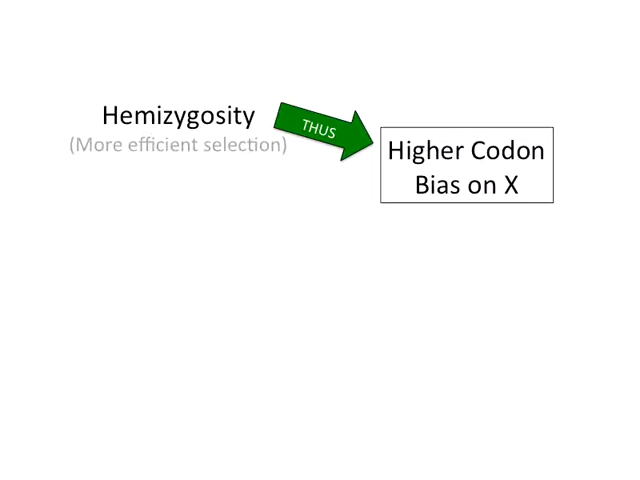 Hemizygosity
(More efficient selection)
THUS
Higher Codon
Bias on X